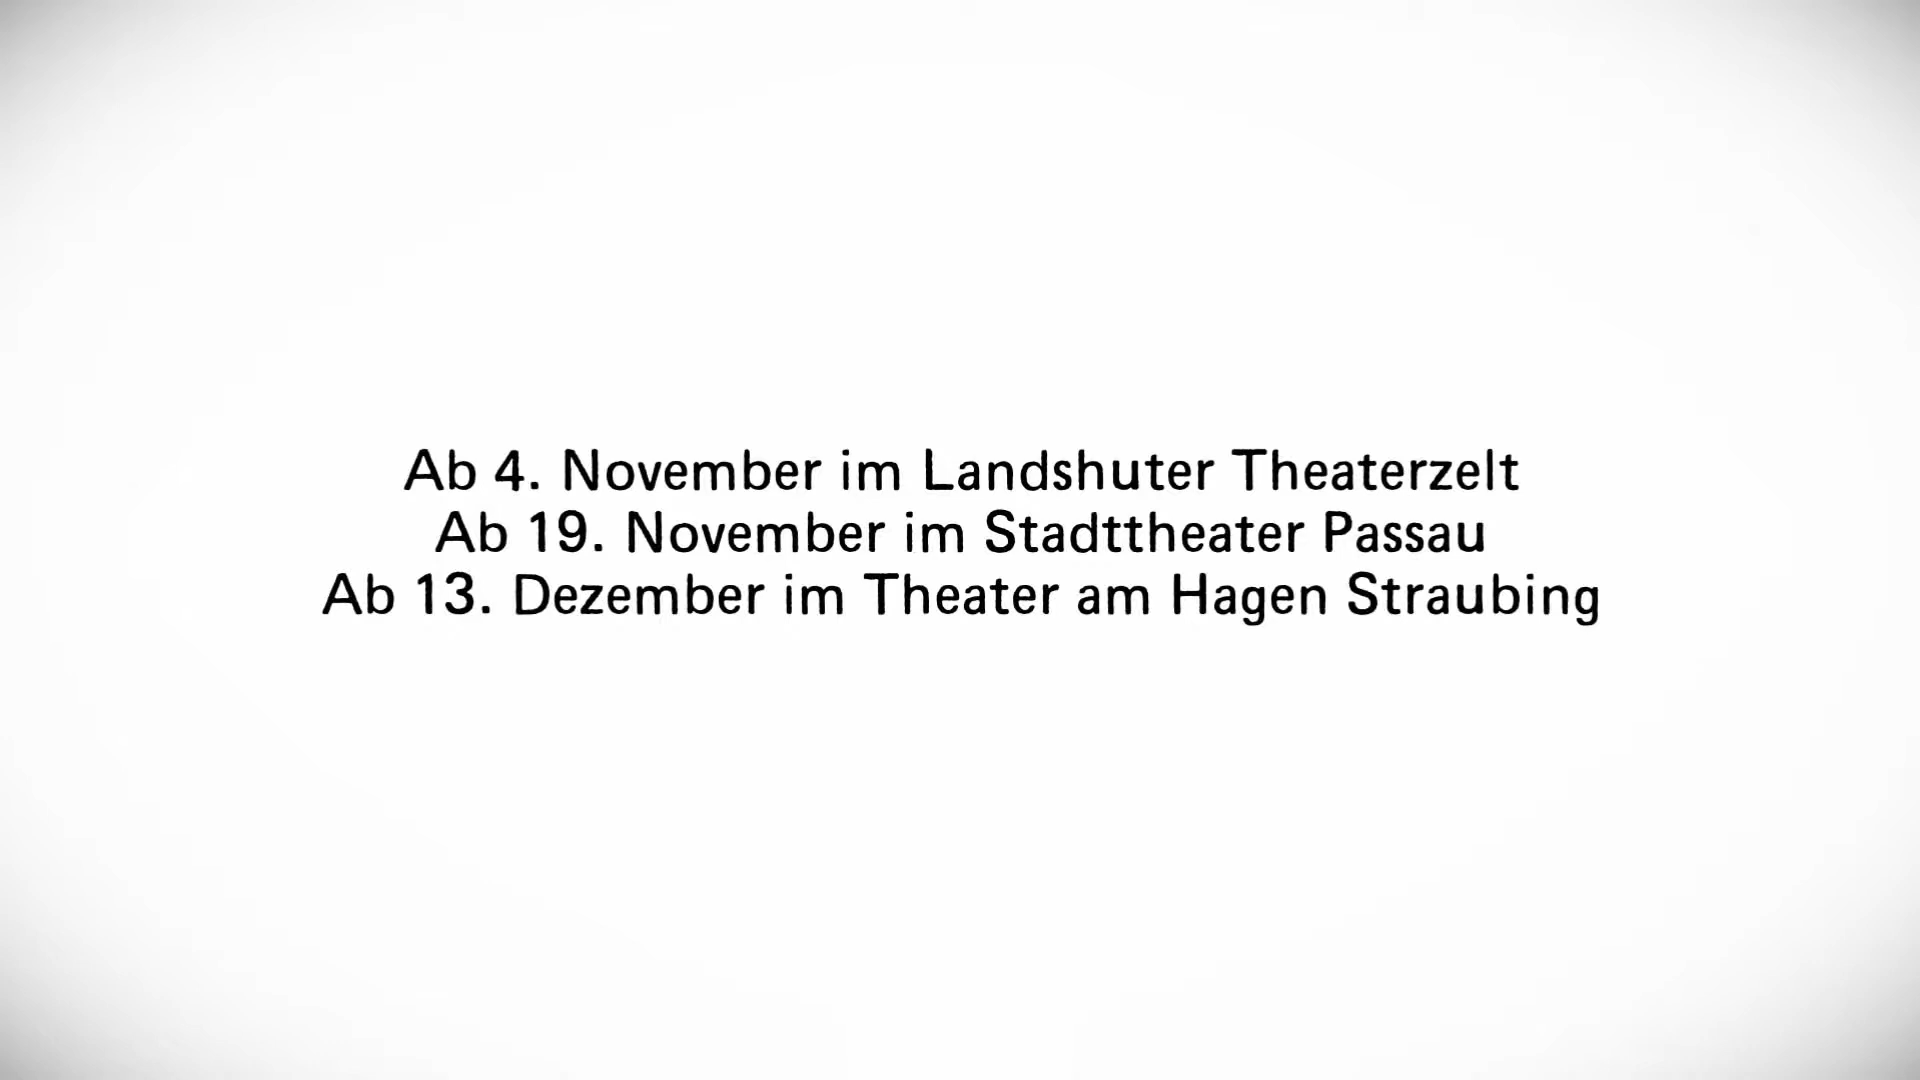 Ab 4. November im Landshuter Theaterzelt
Ab 19. November im Stadttheater Passau
Ab 13. Dezember im Theater am Hagen Straubing